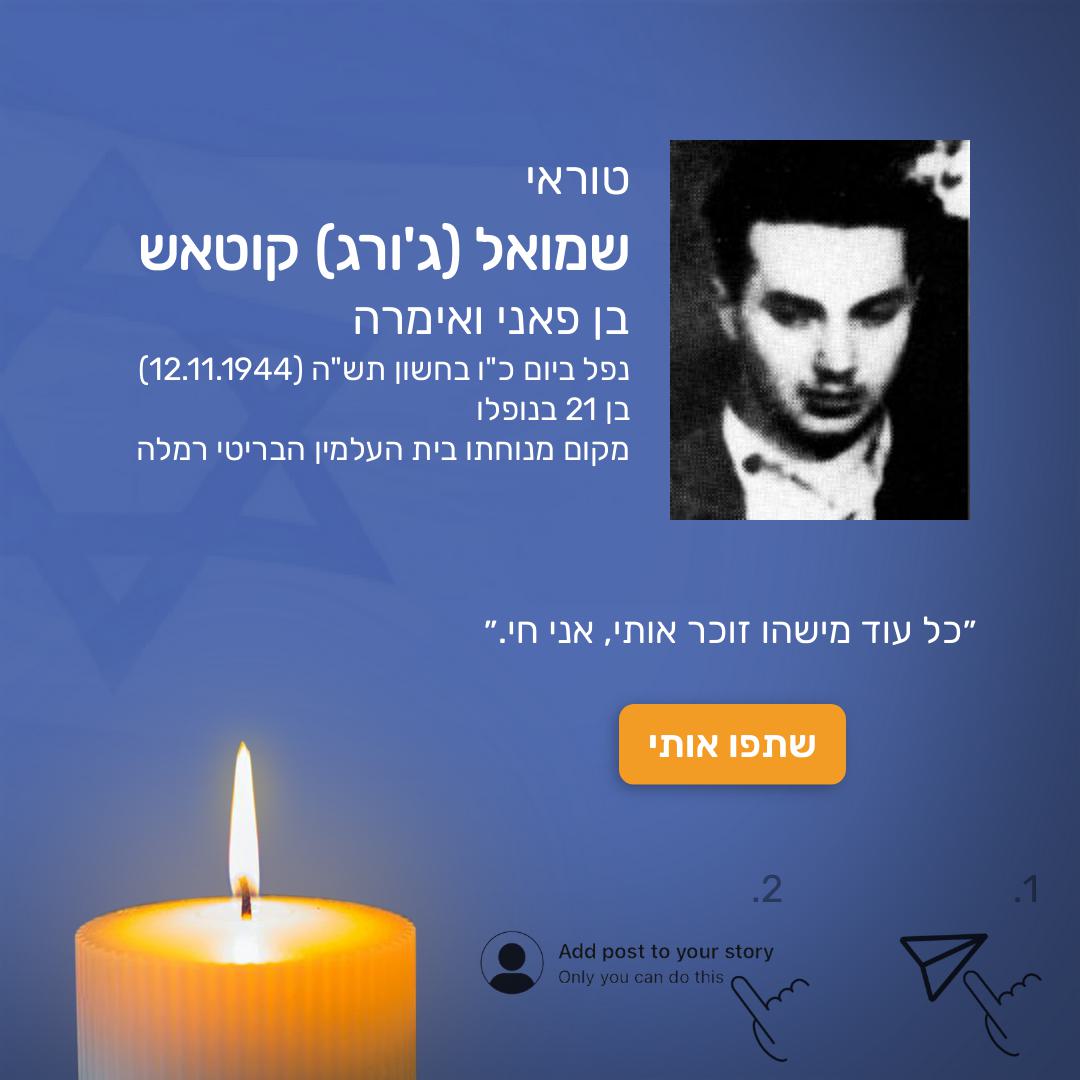 טוראי
שמואל (ג'ורג) קוטאש
בן פאני ואימרה
נפל ביום כ"ו בחשון תש"ה (12.11.1944)
בן 21 בנופלו
מקום מנוחתו בית העלמין הבריטי רמלה
״כל עוד מישהו זוכר אותי, אני חי.״
שתפו אותי
1.
2.
Add post to your story
Only you can do this